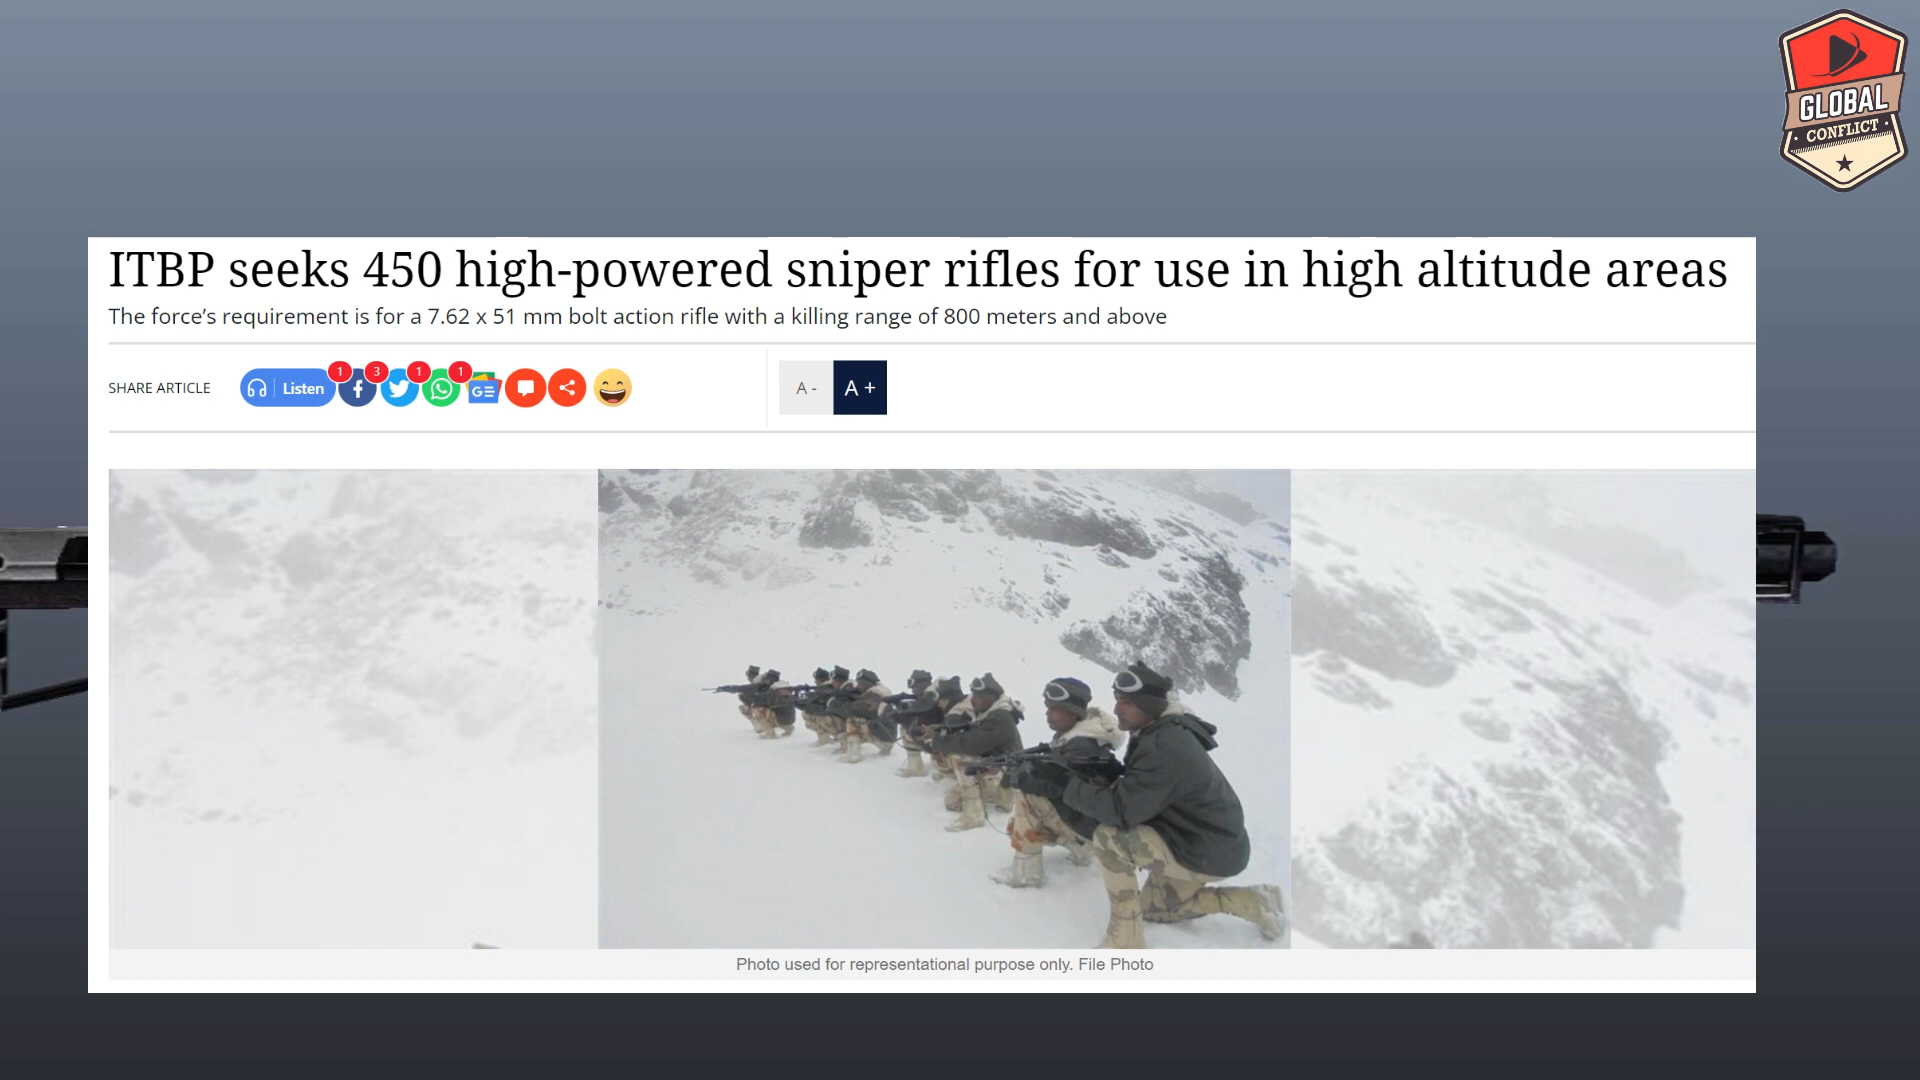 GLOBAL
CONFLICT
ITBP seeks 450 high-powered sniper rifles for use in high altitude areas
The force’s requirement is for a 7.62 x 51 mm bolt action rifle with a killing range of 800 meters and above
SHARE ARTICLE
Listen
1
3
1
1
GE
A -
A +
Photo used for representational purpose only. File Photo